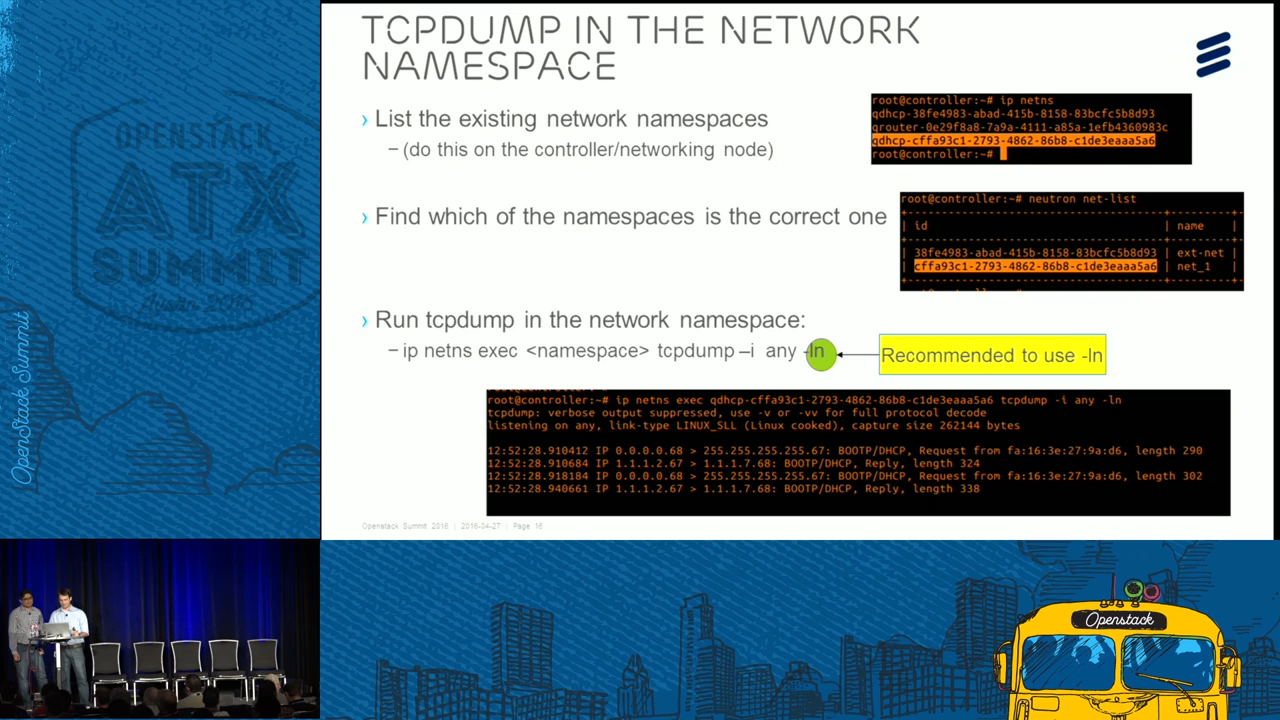 TCPDUMP IN THE NETWORK
NAMESPACE
› List the existing network namespaces
– (do this on the controller/networking node)
root@controller:~# ip netns
qdhcp-38fe4983-abad-415b-8158-83bcfc5b8d93
qrouter-0e29f8a8-7a9a-4111-a85a-1efb4360983c
qdhcp-cffa93c1-2793-4862-86b8-c1de3eaaa5a6
root@controller:~#
› Find which of the namespaces is the correct one
root@controller:~# neutron net-list
| id | name |
| 38fe4983-abad-415b-8158-83bcfc5b8d93 | ext-net |
| cffa93c1-2793-4862-86b8-c1de3eaaa5a6 | net_1 |
› Run tcpdump in the network namespace:
– ip netns exec <namespace> tcpdump –i any -ln
Recommended to use -ln
root@controller:~# ip netns exec qdhcp-cffa93c1-2793-4862-86b8-c1de3eaaa5a6 tcpdump -i any -ln
tcpdump: verbose output suppressed, use -v or -vv for full protocol decode
listening on any, link-type LINUX_SLL (Linux cooked), capture size 262144 bytes
12:52:28.910412 IP 0.0.0.0.68 > 255.255.255.255.67: BOOTP/DHCP, Request from fa:16:3e:27:9a:d6, length 290
12:52:28.910684 IP 1.1.1.2.67 > 1.1.1.7.68: BOOTP/DHCP, Reply, length 324
12:52:28.918184 IP 0.0.0.0.68 > 255.255.255.255.67: BOOTP/DHCP, Request from fa:16:3e:27:9a:d6, length 302
12:52:28.940661 IP 1.1.1.2.67 > 1.1.1.7.68: BOOTP/DHCP, Reply, length 338
Openstack Summit 2016 | 2016-04-27 | Page 16
OPENSTACK
ATX
SUMMIT
Austin
OpenStack Summit
Openstack